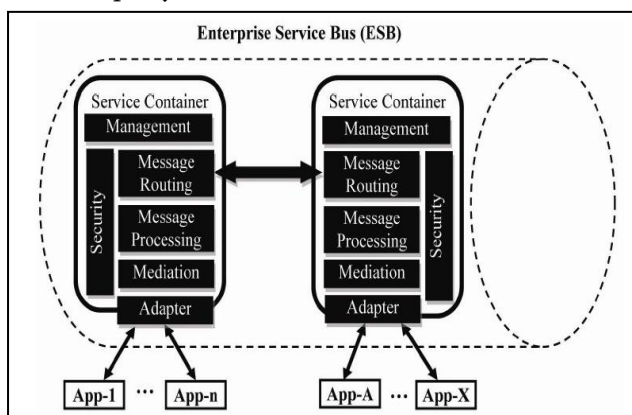 Enterprise Service Bus (ESB)
Service Container
Management
Security
Message
Routing
Message
Processing
Mediation
Adapter
App-1 ... App-n
Service Container
Management
Message
Routing
Message
Processing
Mediation
Security
Adapter
App-A ... App-X